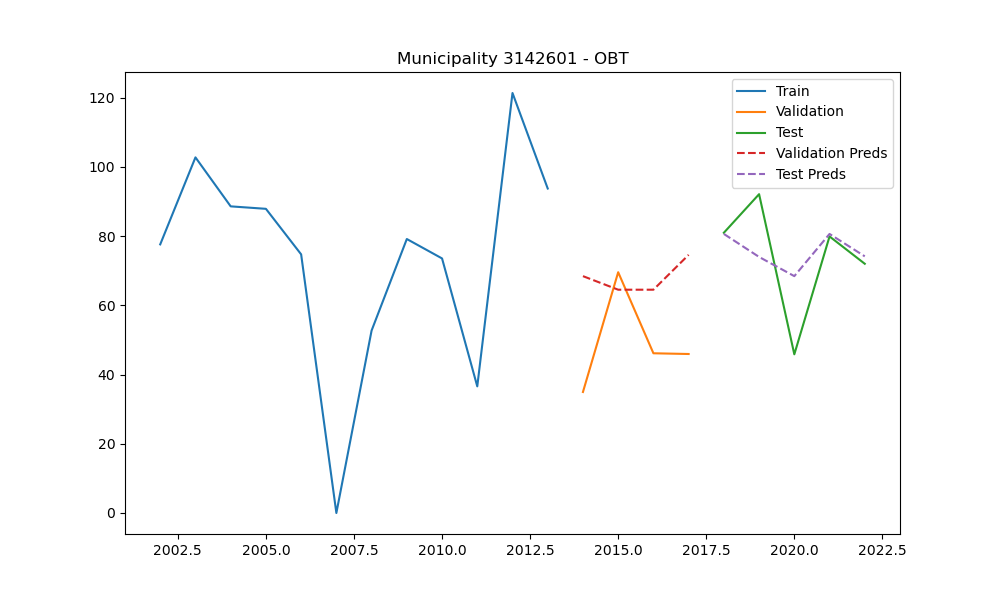 Municipality 3142601 - OBT
Train
Validation
Test
Validation Preds
Test Preds
120
100
80
60
40
20
0
2002.5 2005.0 2007.5 2010.0 2012.5 2015.0 2017.5 2020.0 2022.5